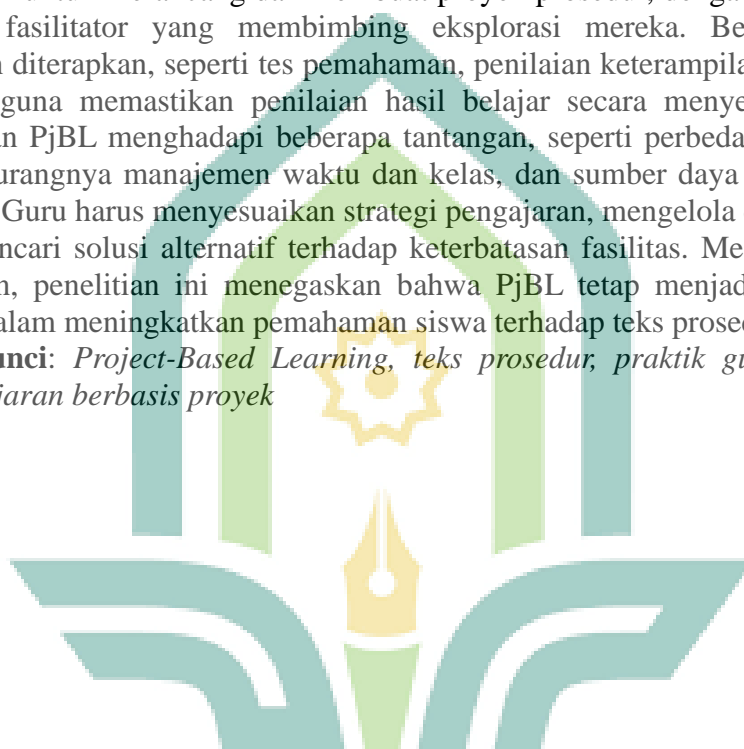 fasilitator yang membimbing eksplorasi mereka. Be
diterapkan, seperti tes pemahaman, penilaian keterampila
guna memastikan penilaian hasil belajar secara menye
PjBL menghadapi beberapa tantangan, seperti perbeda
urangnya manajemen waktu dan kelas, dan sumber daya
Guru harus menyesuaikan strategi pengajaran, mengelola
ncari solusi alternatif terhadap keterbatasan fasilitas. Me
n, penelitian ini menegaskan bahwa PjBL tetap menjad
alam meningkatkan pemahaman siswa terhadap teks prosed
unci: Project-Based Learning, teks prosedur, praktik gu
jaran berbasis proyek